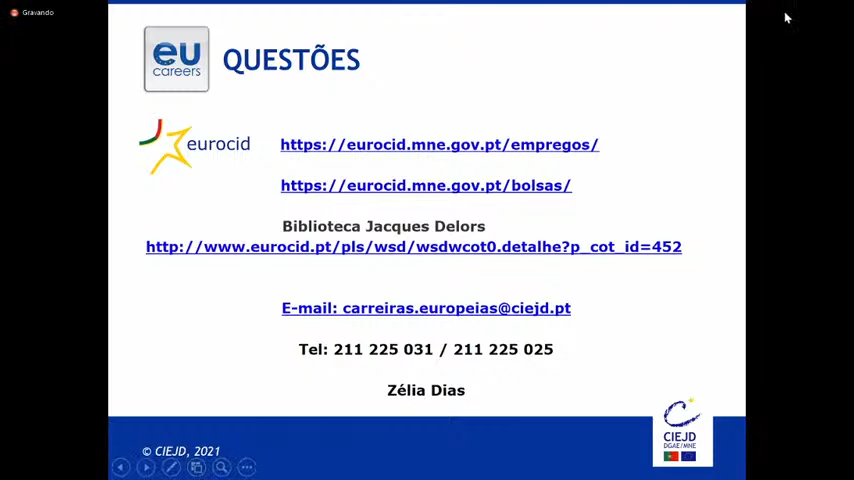 Gravando
eu
careers
QUESTÕES
eurocid
https://eurocid.mne.gov.pt/empregos/
https://eurocid.mne.gov.pt/bolsas/
Biblioteca Jacques Delors
http://www.eurocid.pt/pls/wsd/wsdwcot0.detalhe?p_cot_id=452
E-mail: carreiras.europeias@ciejd.pt
Tel: 211 225 031 / 211 225 025
Zélia Dias
© CIEJD, 2021
CIEJD
DGAE/MNE